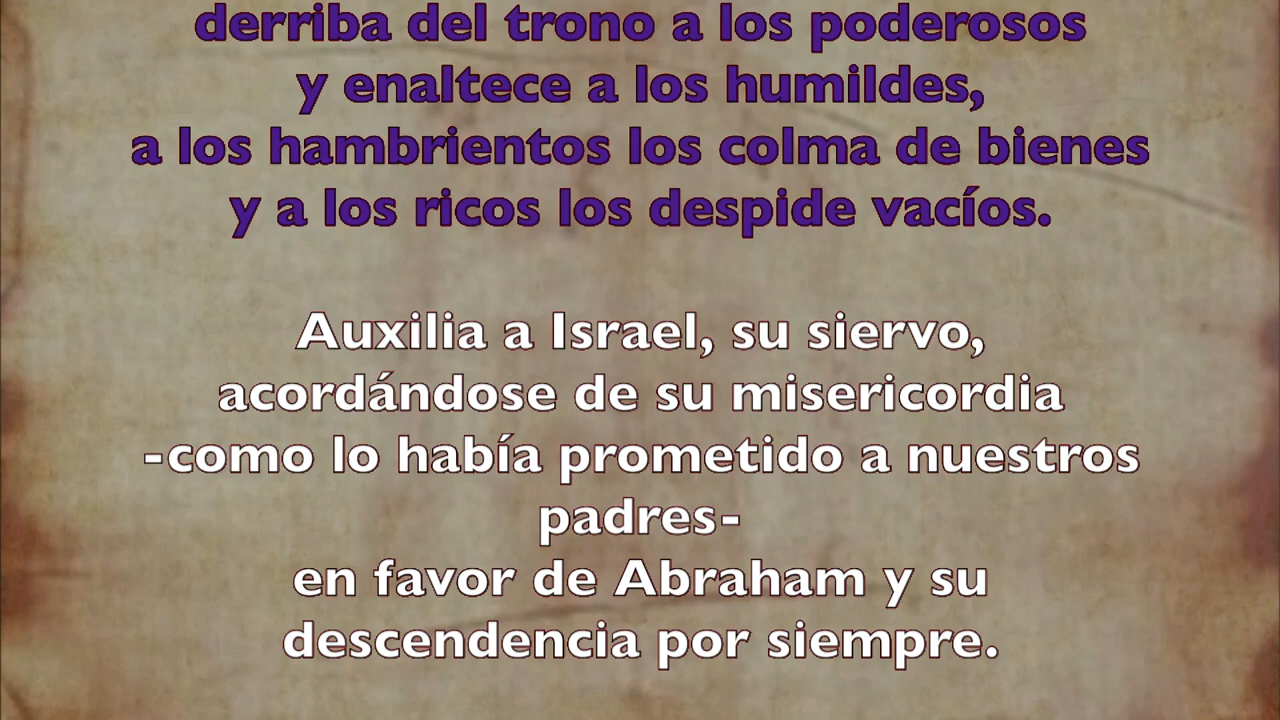 derriba del trono a los poderosos
y enaltece a los humildes,
a los hambrientos los colma de bienes
y a los ricos los despide vacíos.
Auxilia a Israel, su siervo,
acordándose de su misericordia
-como lo había prometido a nuestros
padres-
en favor de Abraham y su
descendencia por siempre.